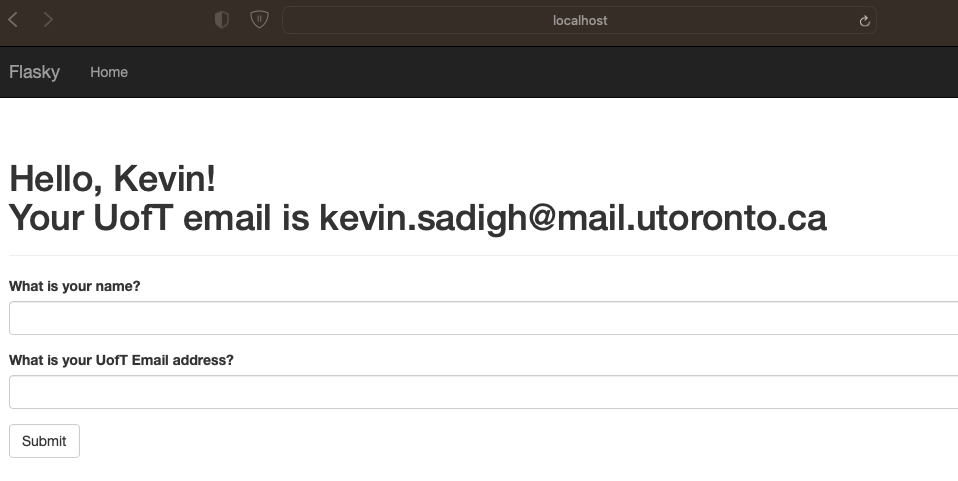 localhost
Flasky Home
Hello, Kevin!
Your UofT email is kevin.sadigh@mail.utoronto.ca
What is your name?
What is your UofT Email address?
Submit